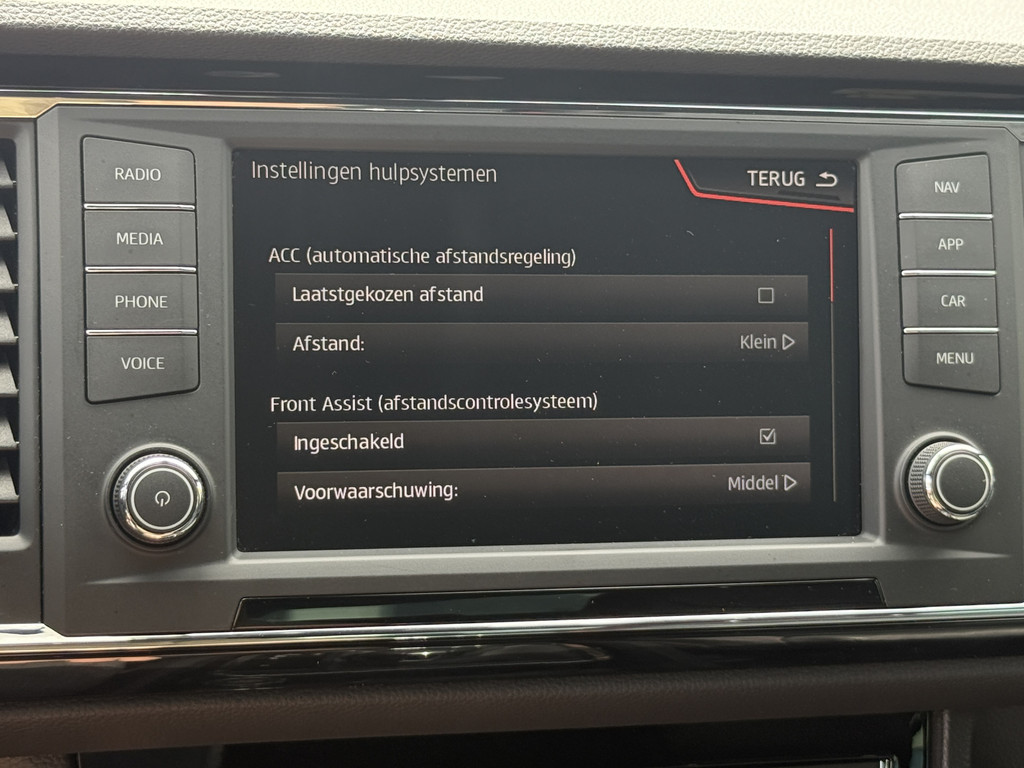 RADIO
MEDIA
PHONE
VOICE
Instellingen hulpsystemen
TERUG
ACC (automatische afstandsregeling)
Laatstgekozen afstand
Afstand: Klein
Front Assist (afstandscontrolesysteem)
Ingeschakeld
Voorwaarschuwing: Middel
NAV
APP
CAR
MENU